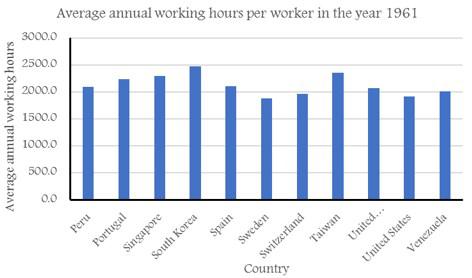 Average annual working hours per worker in the year 1961
Average annual working hours
3000.0
2500.0
2000.0
1500.0
1000.0
500.0
0.0
Peru
Portugal
Singapore
South Korea
Spain
Sweden
Switzerland
Taiwan
United...
United States
Venezuela
Country